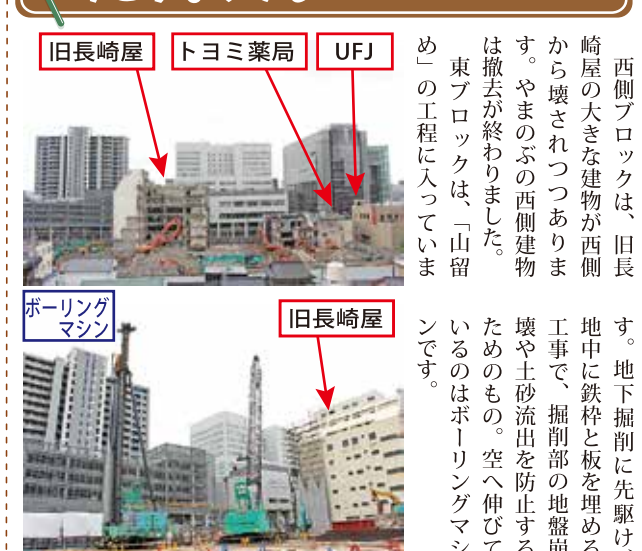 旧長崎屋
トヨミ薬局
UFJ
西側ブロックは、旧長
崎屋の大きな建物が西側
から壊されつつありま
す。やまのぶの西側建物
は撤去が終わりました。
東ブロックは、「山留
め」の工程に入っていま
す。地下掘削に先駆け
地中に鉄枠と板を埋める
工事で、掘削部の地盤崩
壊や土砂流出を防止する
ためのもの。空へ伸びて
いるのはボーリングマシ
ンです。
ボーリング
マシン
旧長崎屋